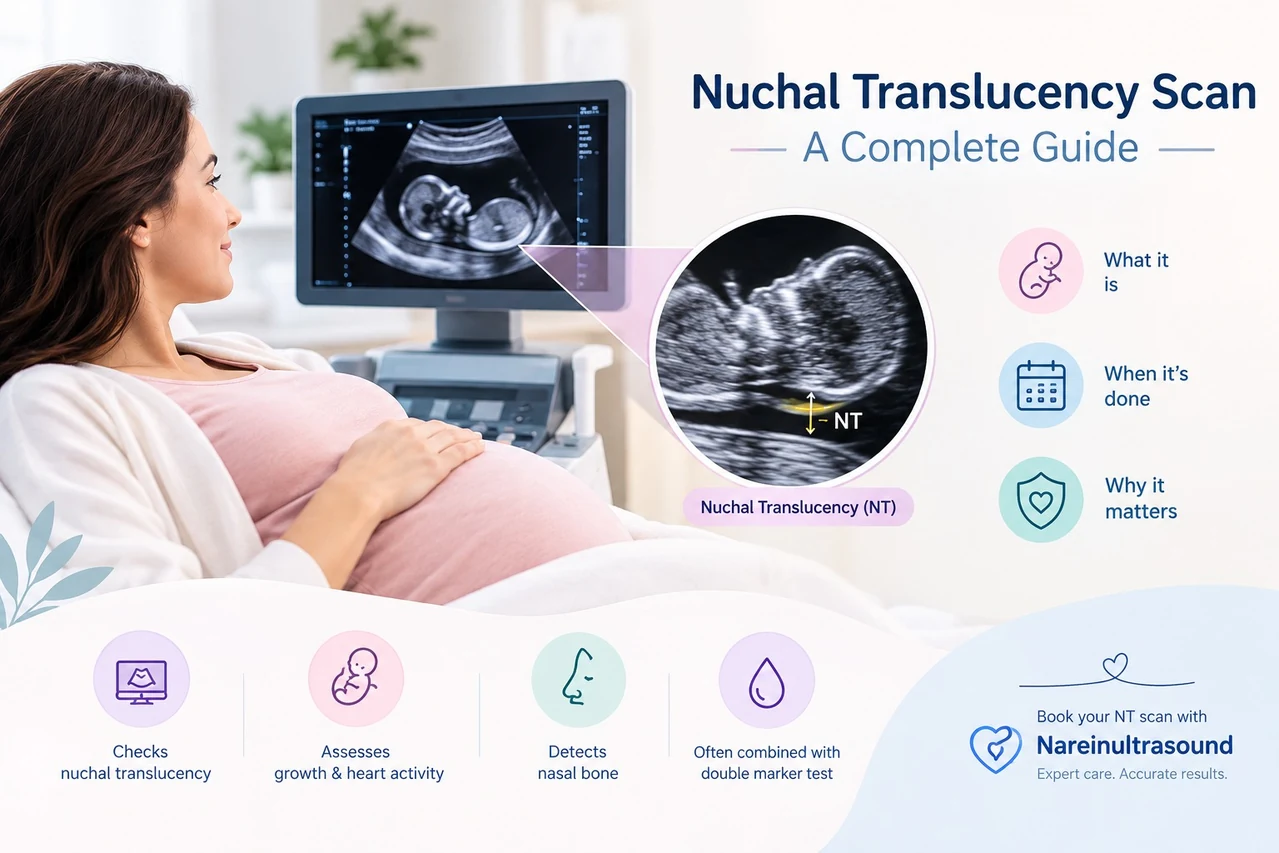 Nuchal Translucency Scan
A Complete Guide
What it
is
When it's
done
Why it
matters
NT
Nuchal Translucency (NT)
Checks
nuchal translucency
Assesses
growth & heart activity
Detects
nasal bone
Often combined with
double marker test
Book your NT scan with
Nareinultrasound
Expert care. Accurate results.